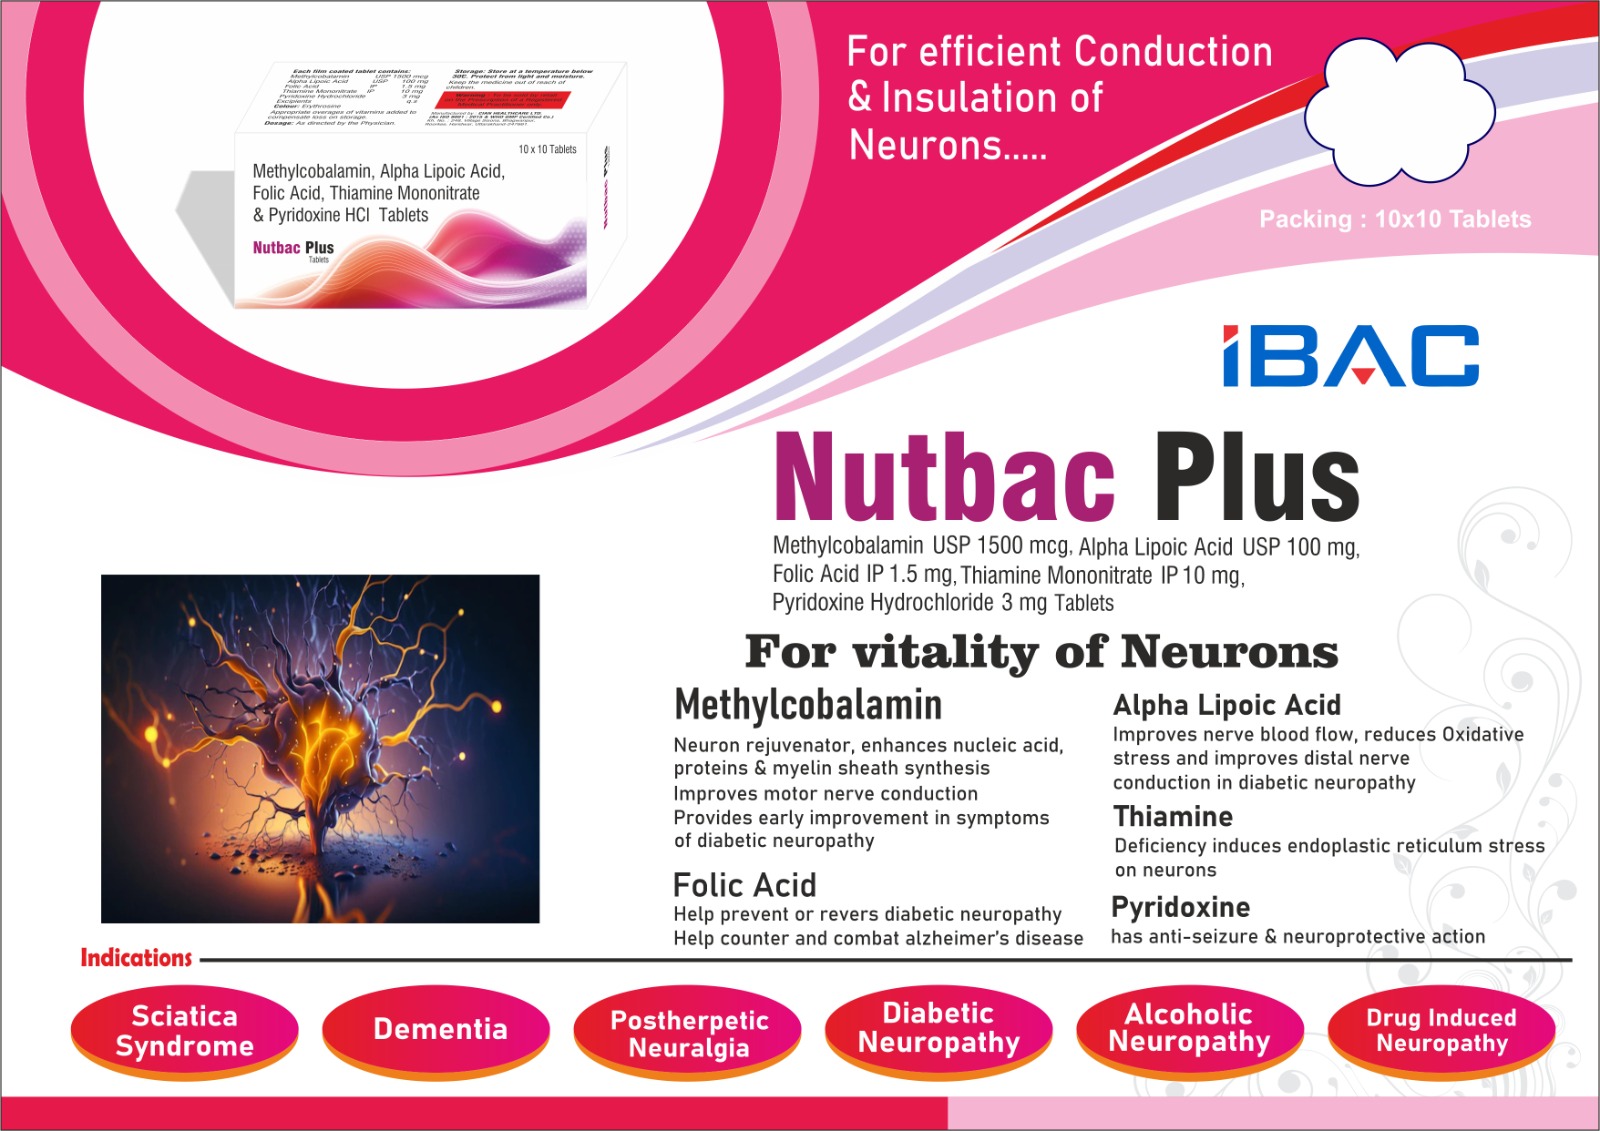 For efficient Conduction
& Insulation of
Neurons.....
Packing : 10x10 Tablets
Each film coated tablet contains:
Methylcobalamin USP 1500 mcg
Alpha Lipoic Acid USP 100 mg
Folic Acid IP 1.5 mg
Thiamine Mononitrate IP 10 mg
Pyridoxine Hydrochloride 3 mg
Excipients q.s
Colour: Erythrosine
Appropriate overages of vitamins added to
compensate loss on storage.
Dosage: As directed by the Physician.
Storage: Store at a temperature below
30C. Protect from light and moisture.
Keep the medicine out of reach of
children.
10 x 10 Tablets
Methylcobalamin, Alpha Lipoic Acid,
Folic Acid, Thiamine Mononitrate
& Pyridoxine HCl Tablets
Nutbac Plus
Tablets
Nutbac Plus
iBAC
Nutbac Plus
Methylcobalamin USP 1500 mcg, Alpha Lipoic Acid USP 100 mg,
Folic Acid IP 1.5 mg, Thiamine Mononitrate IP 10 mg,
Pyridoxine Hydrochloride 3 mg Tablets
For vitality of Neurons
Methylcobalamin
Neuron rejuvenator, enhances nucleic acid,
proteins & myelin sheath synthesis
Improves motor nerve conduction
Provides early improvement in symptoms
of diabetic neuropathy
Folic Acid
Help prevent or revers diabetic neuropathy
Help counter and combat alzheimer's disease
Alpha Lipoic Acid
Improves nerve blood flow, reduces Oxidative
stress and improves distal nerve
conduction in diabetic neuropathy
Thiamine
Deficiency induces endoplastic reticulum stress
on neurons
Pyridoxine
has anti-seizure & neuroprotective action
Indications
Sciatica
Syndrome
Dementia
Postherpetic
Neuralgia
Diabetic
Neuropathy
Alcoholic
Neuropathy
Drug Induced
Neuropathy